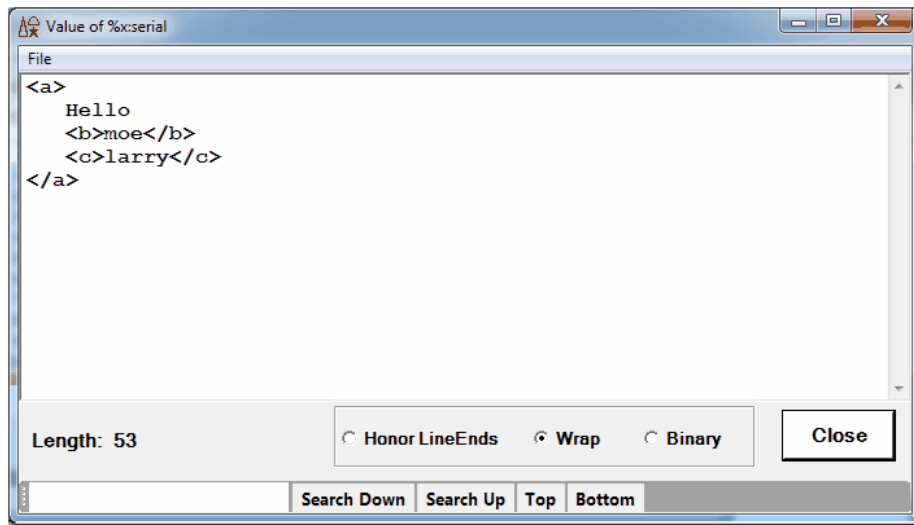 Value of %x:serial
File
<a>
   Hello
   <b>moe</b>
   <c>larry</c>
</a>
Length: 53
Honor LineEnds Wrap Binary
Close
Search Down Search Up Top Bottom